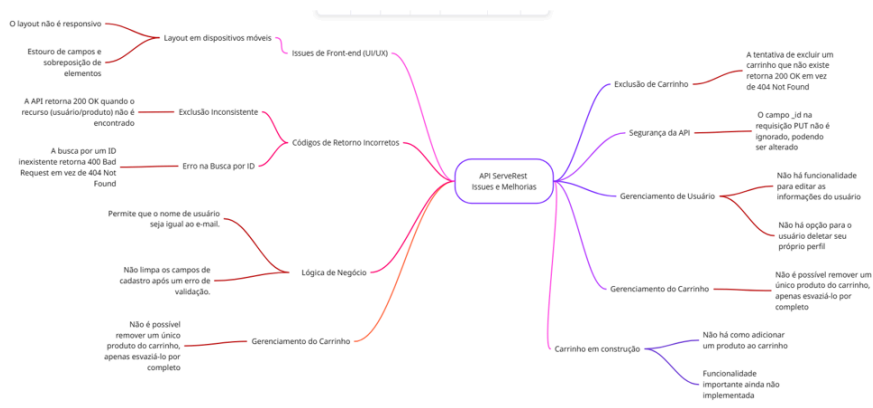 O layout não é responsivo
Layout em dispositivos móveis
Estouro de campos e
sobreposição de
elementos
Issues de Front-end (UI/UX)
A API retorna 200 OK quando o
recurso (usuário/produto) não é
encontrado
Exclusão Inconsistente
Códigos de Retorno Incorretos
A busca por um ID
inexistente retorna 400 Bad
Request em vez de 404 Not
Found
Erro na Busca por ID
Permite que o nome de usuário
seja igual ao e-mail.
Lógica de Negócio
Não limpa os campos de
cadastro após um erro de
validação.
Não é possível
remover um único
produto do carrinho,
apenas esvaziá-lo por
completo
Gerenciamento do Carrinho
API ServeRest
Issues e Melhorias
Exclusão de Carrinho
A tentativa de excluir um
carrinho que não existe
retorna 200 OK em vez
de 404 Not Found
Segurança da API
O campo _id na
requisição PUT não é
ignorado, podendo
ser alterado
Gerenciamento de Usuário
Não há funcionalidade
para editar as
informações do usuário
Não há opção para o
usuário deletar seu
próprio perfil
Gerenciamento do Carrinho
Não é possível remover um
único produto do carrinho,
apenas esvaziá-lo por
completo
Carrinho em construção
Não há como adicionar
um produto ao carrinho
Funcionalidade
importante ainda não
implementada